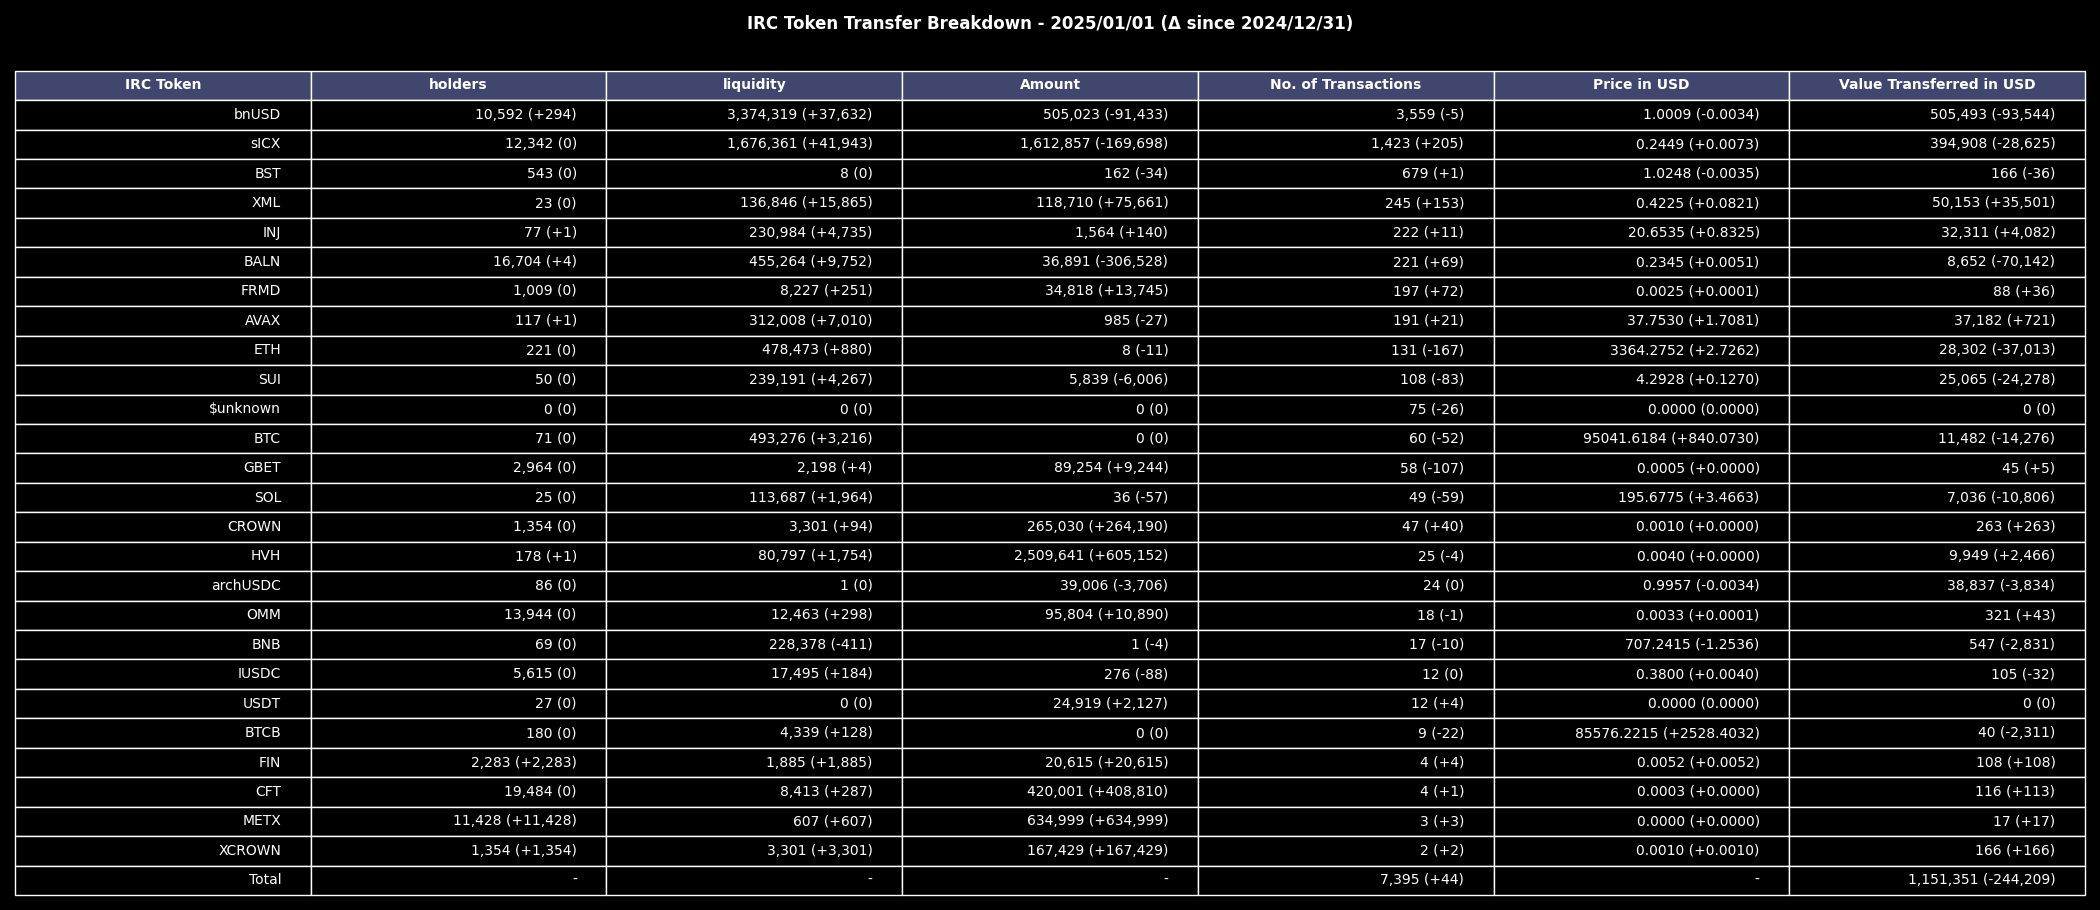 IRC Token Transfer Breakdown - 2025/01/01 (Δ since 2024/12/31)
IRC Token holders liquidity Amount No. of Transactions Price in USD Value Transferred in USD
bnUSD 10,592 (+294) 3,374,319 (+37,632) 505,023 (-91,433) 3,559 (-5) 1.0009 (-0.0034) 505,493 (-93,544)
sICX 12,342 (0) 1,676,361 (+41,943) 1,612,857 (-169,698) 1,423 (+205) 0.2449 (+0.0073) 394,908 (-28,625)
BST 543 (0) 8 (0) 162 (-34) 679 (+1) 1.0248 (-0.0035) 166 (-36)
XML 23 (0) 136,846 (+15,865) 118,710 (+75,661) 245 (+153) 0.4225 (+0.0821) 50,153 (+35,501)
INJ 77 (+1) 230,984 (+4,735) 1,564 (+140) 222 (+11) 20.6535 (+0.8325) 32,311 (+4,082)
BALN 16,704 (+4) 455,264 (+9,752) 36,891 (-306,528) 221 (+69) 0.2345 (+0.0051) 8,652 (-70,142)
FRMD 1,009 (0) 8,227 (+251) 34,818 (+13,745) 197 (+72) 0.0025 (+0.0001) 88 (+36)
AVAX 117 (+1) 312,008 (+7,010) 985 (-27) 191 (+21) 37.7530 (+1.7081) 37,182 (+721)
ETH 221 (0) 478,473 (+880) 8 (-11) 131 (-167) 3364.2752 (+2.7262) 28,302 (-37,013)
SUI 50 (0) 239,191 (+4,267) 5,839 (-6,006) 108 (-83) 4.2928 (+0.1270) 25,065 (-24,278)
$unknown 0 (0) 0 (0) 0 (0) 75 (-26) 0.0000 (0.0000) 0 (0)
BTC 71 (0) 493,276 (+3,216) 0 (0) 60 (-52) 95041.6184 (+840.0730) 11,482 (-14,276)
GBET 2,964 (0) 2,198 (+4) 89,254 (+9,244) 58 (-107) 0.0005 (+0.0000) 45 (+5)
SOL 25 (0) 113,687 (+1,964) 36 (-57) 49 (-59) 195.6775 (+3.4663) 7,036 (-10,806)
CROWN 1,354 (0) 3,301 (+94) 265,030 (+264,190) 47 (+40) 0.0010 (+0.0000) 263 (+263)
HVH 178 (+1) 80,797 (+1,754) 2,509,641 (+605,152) 25 (-4) 0.0040 (+0.0000) 9,949 (+2,466)
archUSDC 86 (0) 1 (0) 39,006 (-3,706) 24 (0) 0.9957 (-0.0034) 38,837 (-3,834)
OMM 13,944 (0) 12,463 (+298) 95,804 (+10,890) 18 (-1) 0.0033 (+0.0001) 321 (+43)
BNB 69 (0) 228,378 (-411) 1 (-4) 17 (-10) 707.2415 (-1.2536) 547 (-2,831)
IUSDC 5,615 (0) 17,495 (+184) 276 (-88) 12 (0) 0.3800 (+0.0040) 105 (-32)
USDT 27 (0) 0 (0) 24,919 (+2,127) 12 (+4) 0.0000 (0.0000) 0 (0)
BTCB 180 (0) 4,339 (+128) 0 (0) 9 (-22) 85576.2215 (+2528.4032) 40 (-2,311)
FIN 2,283 (+2,283) 1,885 (+1,885) 20,615 (+20,615) 4 (+4) 0.0052 (+0.0052) 108 (+108)
CFT 19,484 (0) 8,413 (+287) 420,001 (+408,810) 4 (+1) 0.0003 (+0.0000) 116 (+113)
METX 11,428 (+11,428) 607 (+607) 634,999 (+634,999) 3 (+3) 0.0000 (+0.0000) 17 (+17)
XCROWN 1,354 (+1,354) 3,301 (+3,301) 167,429 (+167,429) 2 (+2) 0.0010 (+0.0010) 166 (+166)
Total - - - 7,395 (+44) - 1,151,351 (-244,209)